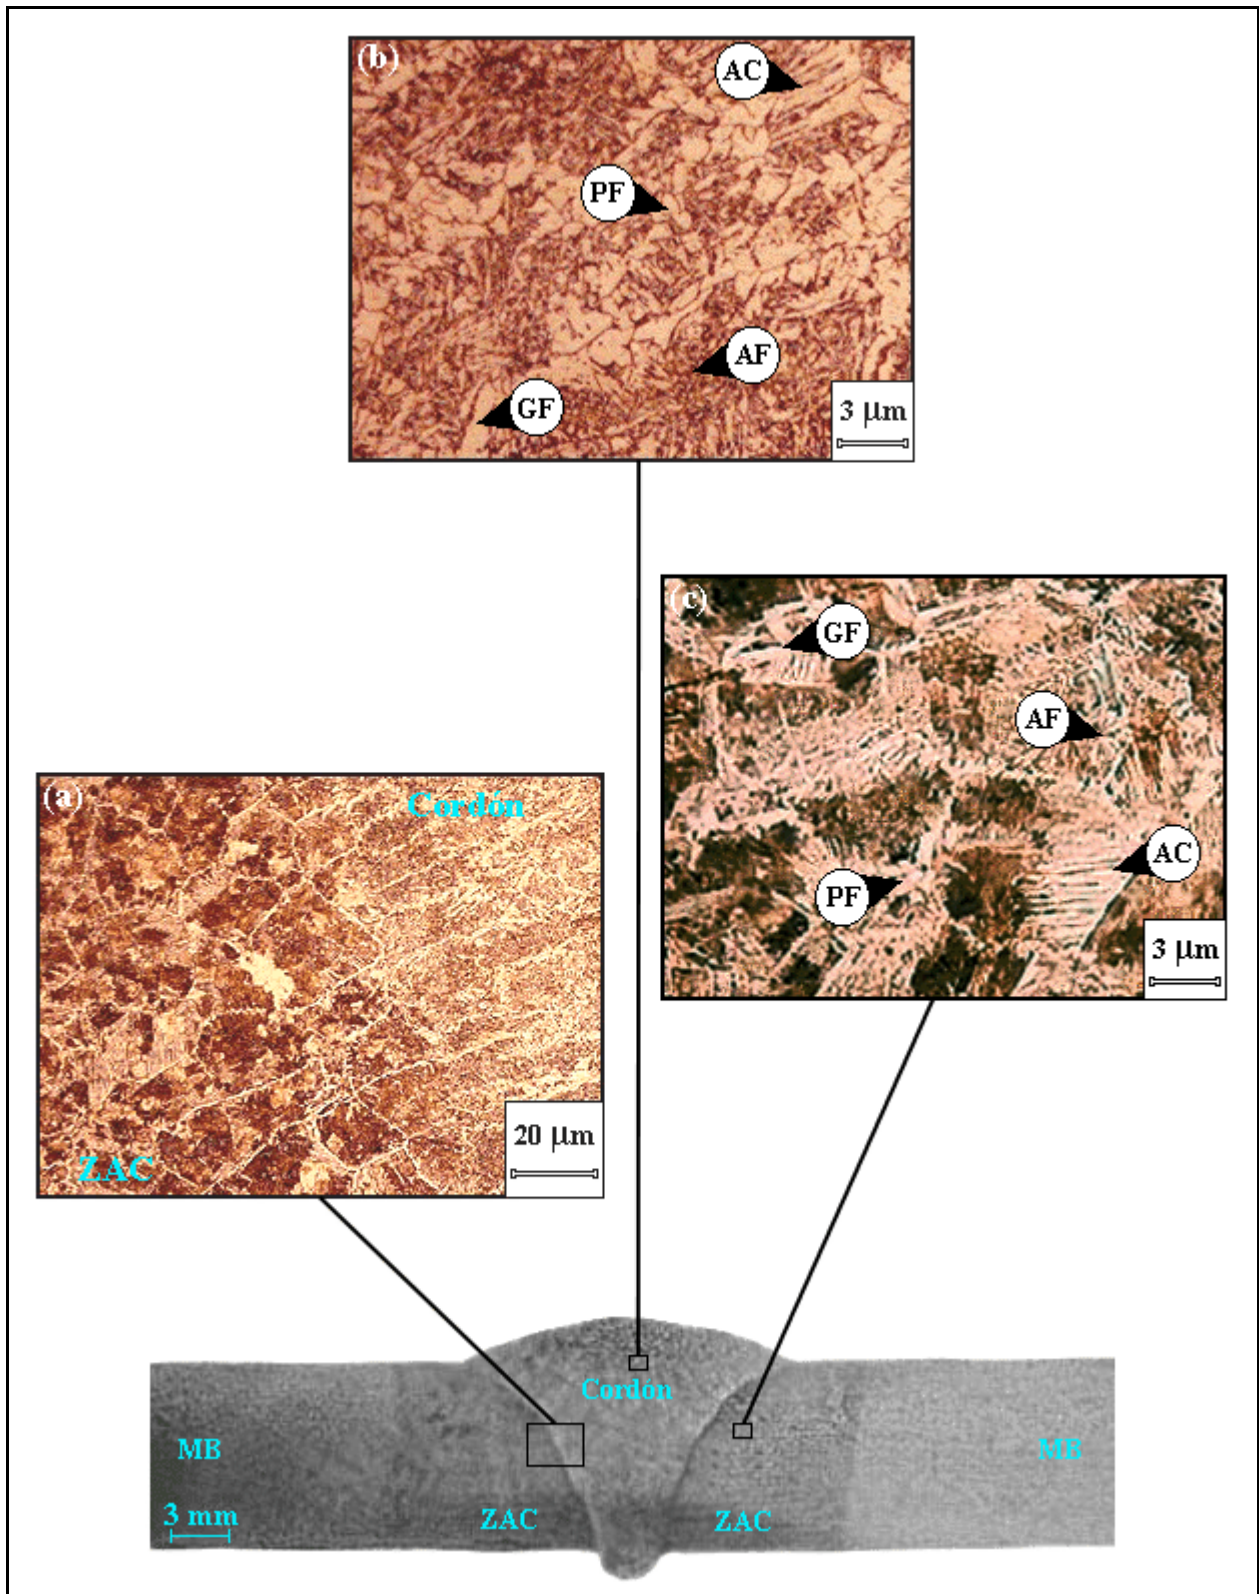 (b)
AC
PF
AF
GF
3 µm
(c)
GF
AF
AC
PF
3 µm
(a)
Cordón
20 µm
ZAC
Cordón
MB
MB
3 mm
ZAC
ZAC